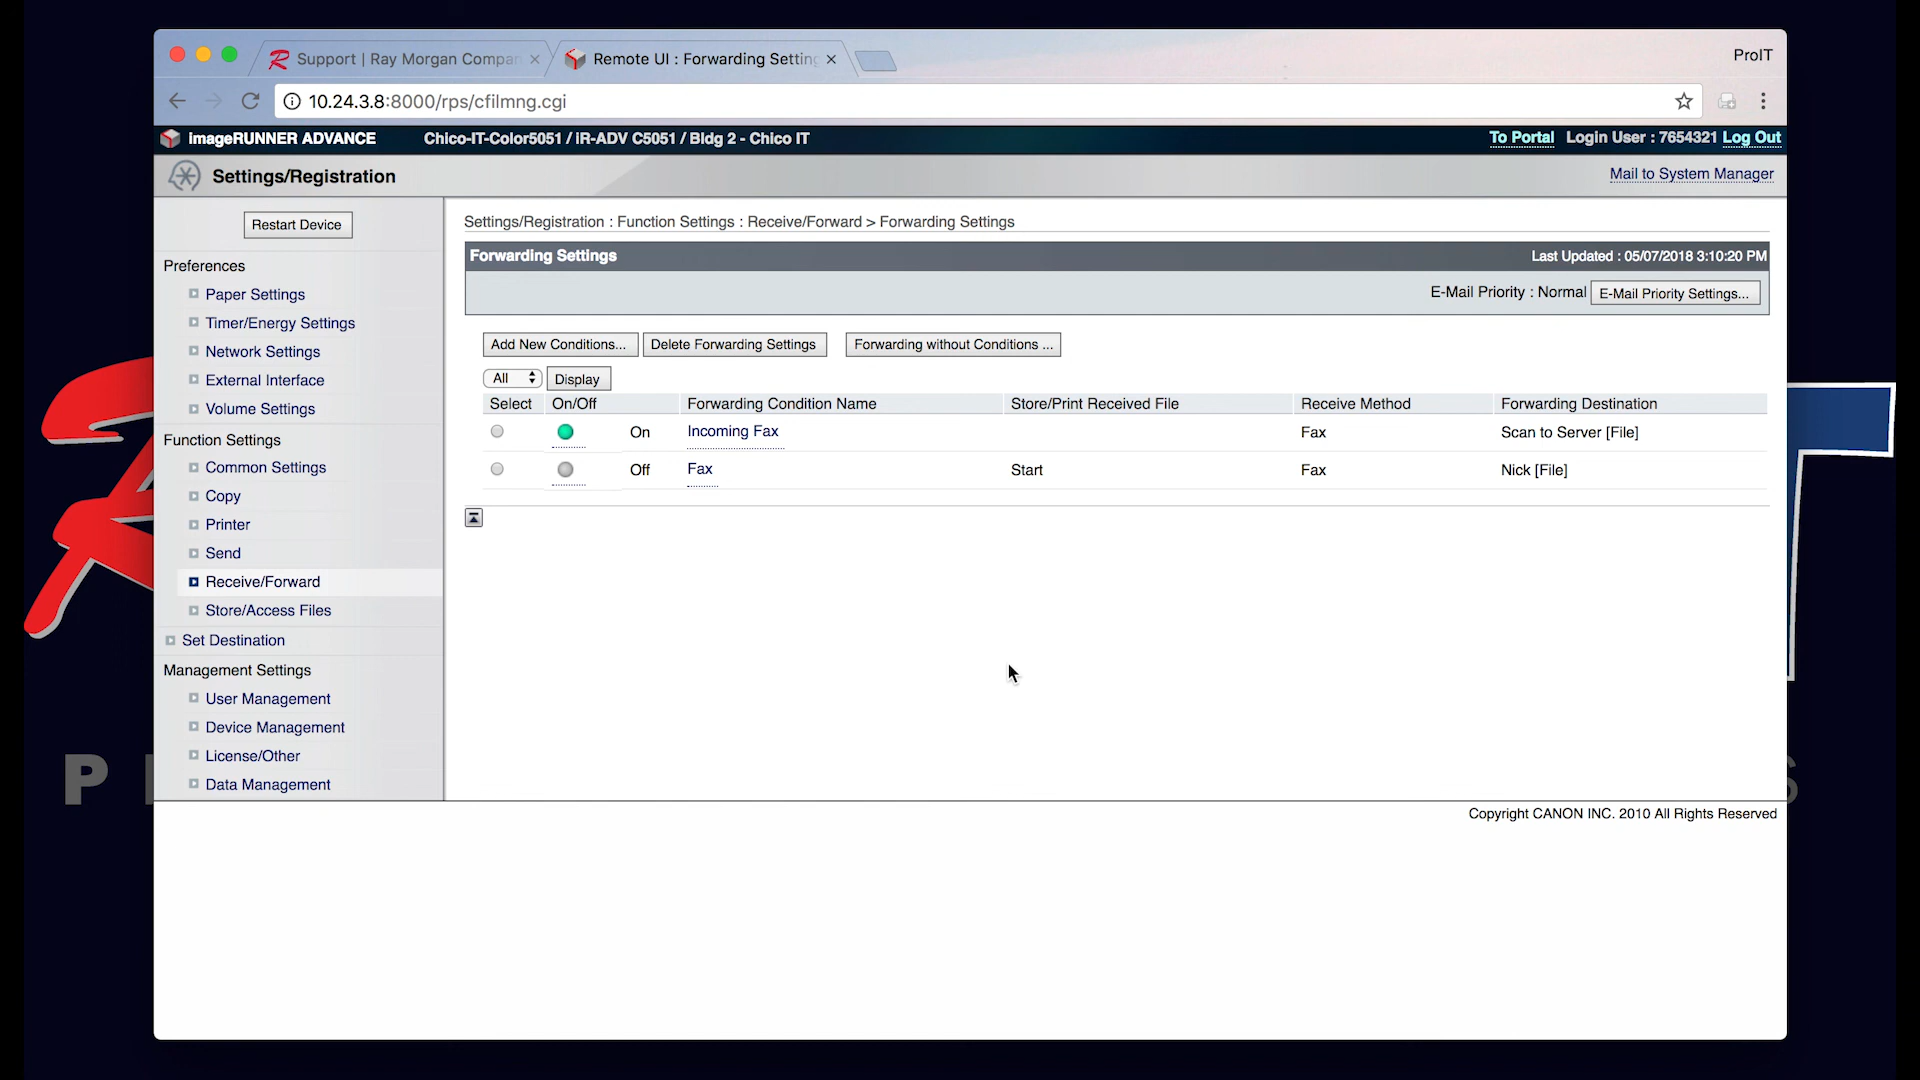 Support | Ray Morgan Compan
Remote UI : Forwarding Setting
ProIT
10.24.3.8:8000/rps/cfilmng.cgi
imageRUNNER ADVANCE
Chico-IT-Color5051 / iR-ADV C5051 / Bldg 2 - Chico IT
To Portal Login User : 7654321 Log Out
Settings/Registration
Mail to System Manager
Restart Device
Preferences
Paper Settings
Timer/Energy Settings
Network Settings
External Interface
Volume Settings
Function Settings
Common Settings
Copy
Printer
Send
Receive/Forward
Store/Access Files
Set Destination
Management Settings
User Management
Device Management
License/Other
Data Management
Settings/Registration : Function Settings : Receive/Forward > Forwarding Settings
Forwarding Settings
Last Updated : 05/07/2018 3:10:20 PM
E-Mail Priority : Normal E-Mail Priority Settings...
Add New Conditions... Delete Forwarding Settings Forwarding without Conditions ...
All Display
Select On/Off Forwarding Condition Name Store/Print Received File Receive Method Forwarding Destination
On Incoming Fax Fax Scan to Server [File]
Off Fax Start Fax Nick [File]
Copyright CANON INC. 2010 All Rights Reserved
P